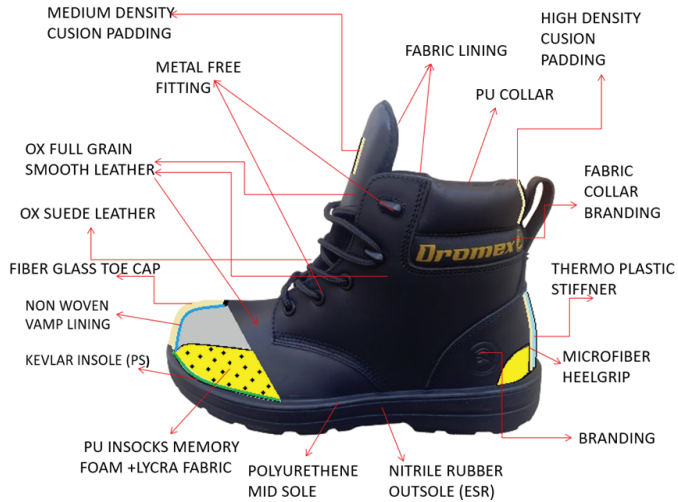 MEDIUM DENSITY
CUSION PADDING
METAL FREE
FITTING
FABRIC LINING
HIGH DENSITY
CUSION
PADDING
PU COLLAR
OX FULL GRAIN
SMOOTH LEATHER
FABRIC
COLLAR
BRANDING
OX SUEDE LEATHER
Dromex
FIBER GLASS TOE CAP
THERMO PLASTIC
STIFFNER
NON WOVEN
VAMP LINING
KEVLAR INSOLE (PS)
MICROFIBER
HEELGRIP
PU INSOCKS MEMORY
FOAM +LYCRA FABRIC
POLYURETHENE
MID SOLE
NITRILE RUBBER
OUTSOLE (ESR)
BRANDING